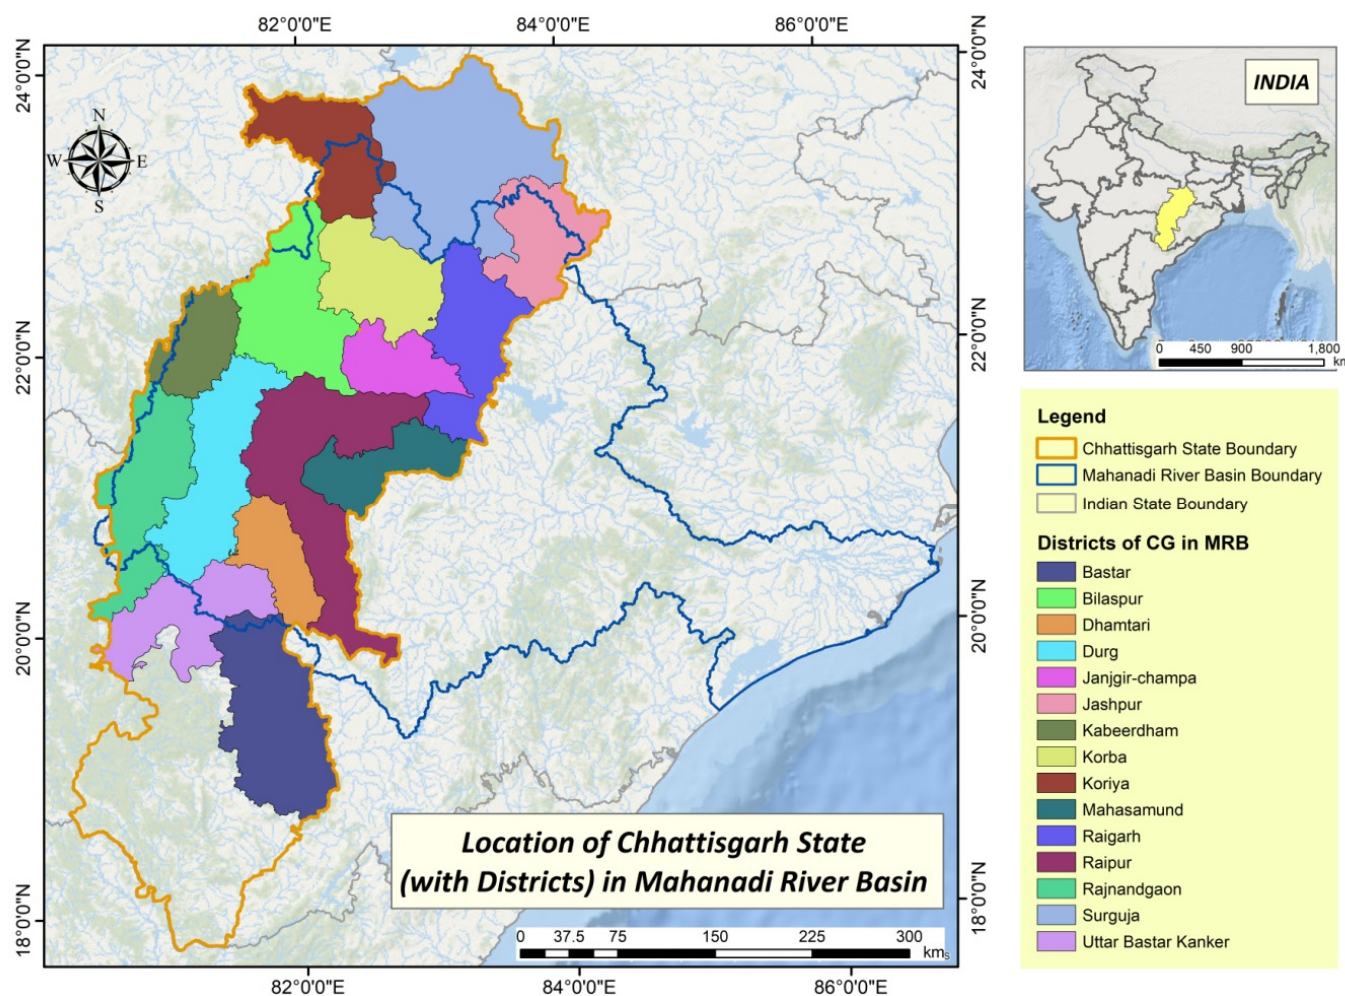 82°0'0"E 84°0'0"E 86°0'0"E
24°0'0"N
22°0'0"N
20°0'0"N
18°0'0"N
N
W E
S
24°0'0"N
22°0'0"N
20°0'0"N
18°0'0"N
82°0'0"E 84°0'0"E 86°0'0"E
Location of Chhattisgarh State
(with Districts) in Mahanadi River Basin
0 37.5 75 150 225 300
kms
INDIA
0 450 900 1,800
km
Legend
Chhattisgarh State Boundary
Mahanadi River Basin Boundary
Indian State Boundary
Districts of CG in MRB
Bastar
Bilaspur
Dhamtari
Durg
Janjgir-champa
Jashpur
Kabeerdham
Korba
Koriya
Mahasamund
Raigarh
Raipur
Rajnandgaon
Surguja
Uttar Bastar Kanker